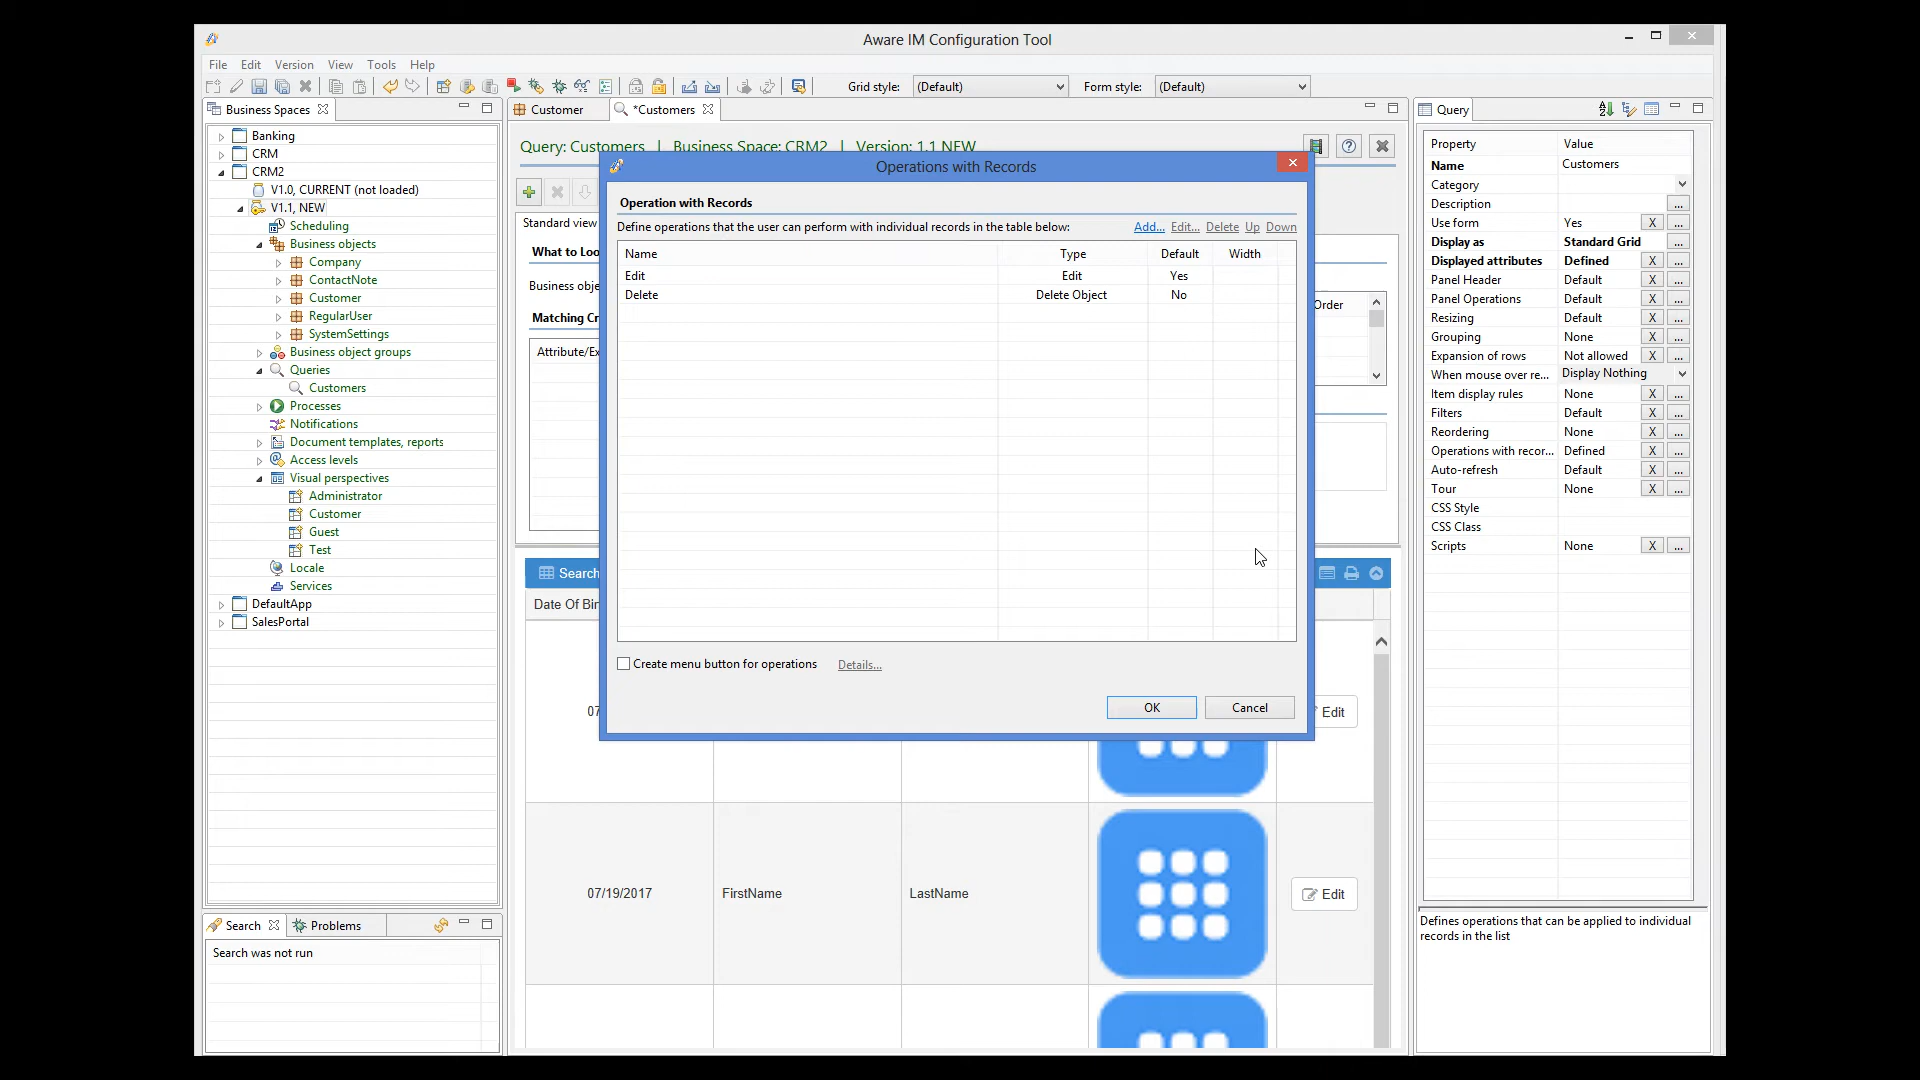 Aware IM Configuration Tool
File Edit Version View Tools Help
Grid style: (Default) Form style: (Default)
Business Spaces
Banking
CRM
CRM2
V1.0, CURRENT (not loaded)
V1.1, NEW
Scheduling
Business objects
Company
ContactNote
Customer
RegularUser
SystemSettings
Business object groups
Queries
Customers
Processes
Notifications
Document templates, reports
Access levels
Visual perspectives
Administrator
Customer
Guest
Test
Locale
Services
DefaultApp
SalesPortal
Search Problems
Search was not run
Customer *Customers
Query: Customers | Business Space: CRM2 | Version: 1.1 NEW
Standard view
What to Loo
Business obje
Matching Cr
Attribute/Ex
Order
Operations with Records
Operation with Records
Define operations that the user can perform with individual records in the table below: Add... Edit... Delete Up Down
Name Type Default Width
Edit Edit Yes
Delete Delete Object No
Create menu button for operations Details...
OK Cancel
Search
Date Of Bir
07 Edit
07/19/2017 FirstName LastName Edit
Query
Property Value
Name Customers
Category
Description ...
Use form Yes X ...
Display as Standard Grid ...
Displayed attributes Defined X ...
Panel Header Default X ...
Panel Operations Default X ...
Resizing Default X ...
Grouping None X ...
Expansion of rows Not allowed X ...
When mouse over re... Display Nothing
Item display rules None X ...
Filters Default X ...
Reordering None X ...
Operations with recor... Defined X ...
Auto-refresh Default X ...
Tour None X ...
CSS Style
CSS Class
Scripts None X ...
Defines operations that can be applied to individual
records in the list